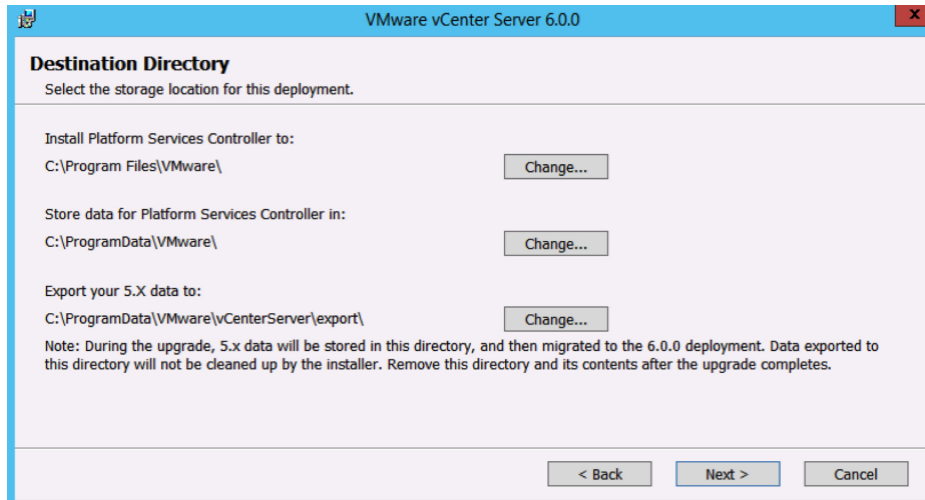 VMware vCenter Server 6.0.0
x
Destination Directory
Select the storage location for this deployment.
Install Platform Services Controller to:
C:\Program Files\VMware\
Change...
Store data for Platform Services Controller in:
C:\ProgramData\VMware\
Change...
Export your 5.X data to:
C:\ProgramData\VMware\vCenterServer\export\
Change...
Note: During the upgrade, 5.x data will be stored in this directory, and then migrated to the 6.0.0 deployment. Data exported to
this directory will not be cleaned up by the installer. Remove this directory and its contents after the upgrade completes.
< Back Next > Cancel